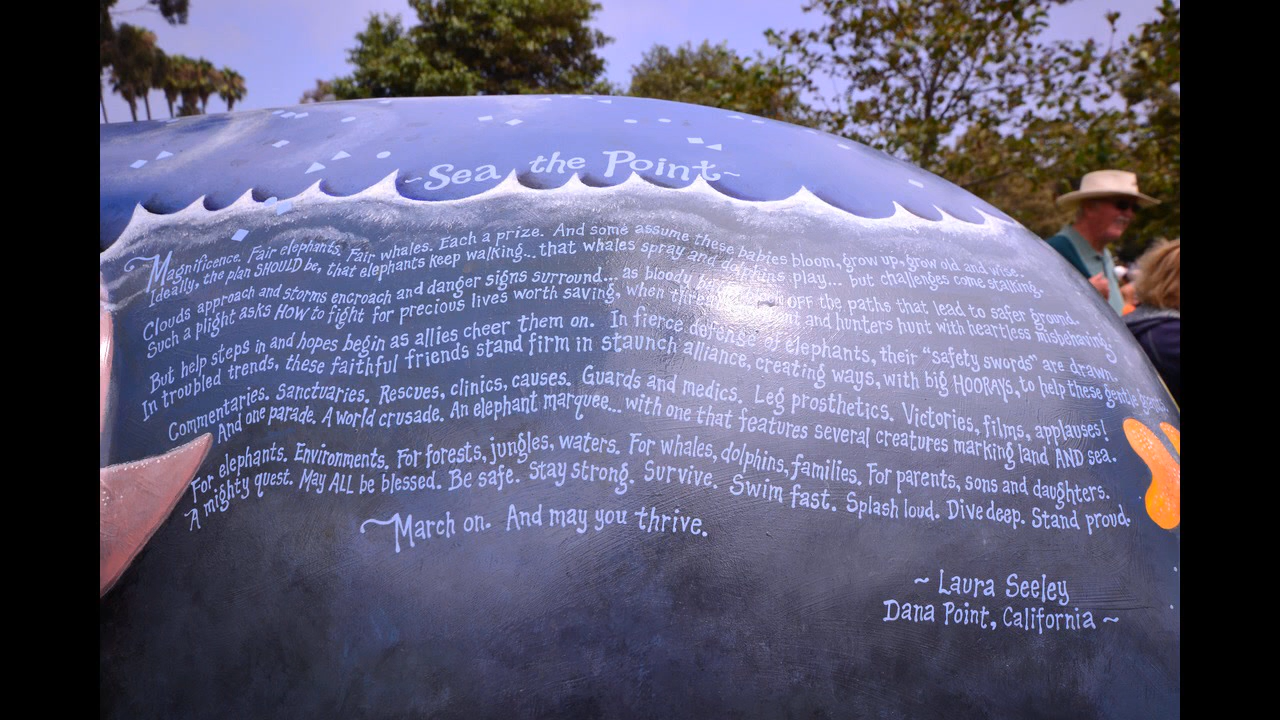 ~Sea the Point~
Magnificence. Fair elephants. Fair whales. Each a prize. And some assume these babies bloom, grow up, grow old and wise...
Ideally, the plan SHOULD be, that elephants keep walking... that whales spray and dolphins play... but challenges come stalking.
Clouds approach and storms encroach and danger signs surround... as bloody OFF the paths that lead to safer ground.
Such a plight asks HOW to fight for precious lives worth saving, when and hunters hunt with heartless misbehaving!
But help steps in and hopes begin as allies cheer them on. In fierce defense of elephants, their "safety swords" are drawn.
In troubled trends, these faithful friends stand firm in staunch alliance, creating ways, with big HOORAYS, to help these gentle
Commentaries. Sanctuaries. Rescues, clinics, causes. Guards and medics. Leg prosthetics. Victories, films, applauses!
And one parade. A world crusade. An elephant marquee... with one that features several creatures marking land AND sea.
For elephants. Environments. For forests, jungles, waters. For whales, dolphins, families. For parents, sons and daughters.
A mighty quest. May ALL be blessed. Be safe. Stay strong. Survive. Swim fast. Splash loud. Dive deep. Stand proud.
~March on. And may you thrive.
~ Laura Seeley
Dana Point, California ~